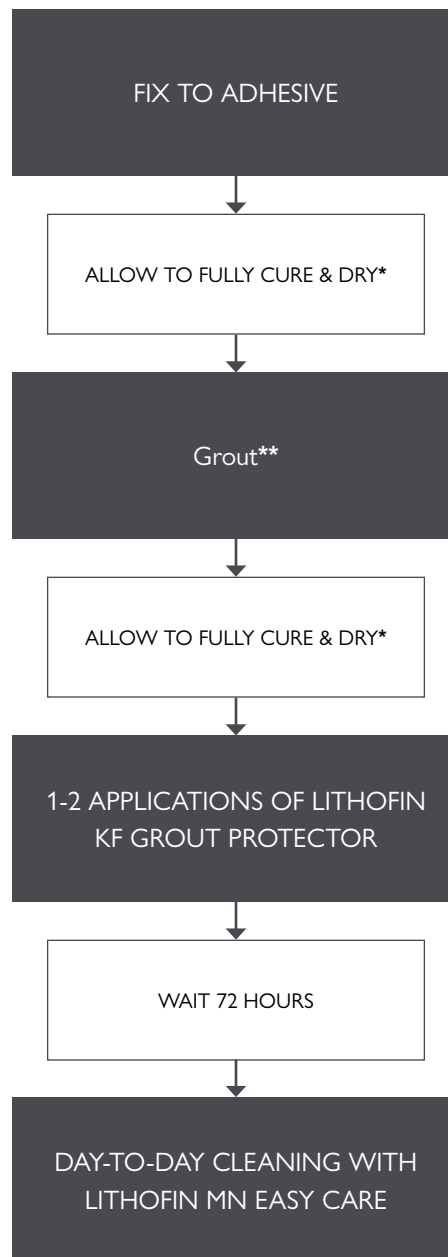 FIX TO ADHESIVE
ALLOW TO FULLY CURE & DRY*
Grout**
ALLOW TO FULLY CURE & DRY*
1-2 APPLICATIONS OF LITHOFIN
KF GROUT PROTECTOR
WAIT 72 HOURS
DAY-TO-DAY CLEANING WITH
LITHOFIN MN EASY CARE